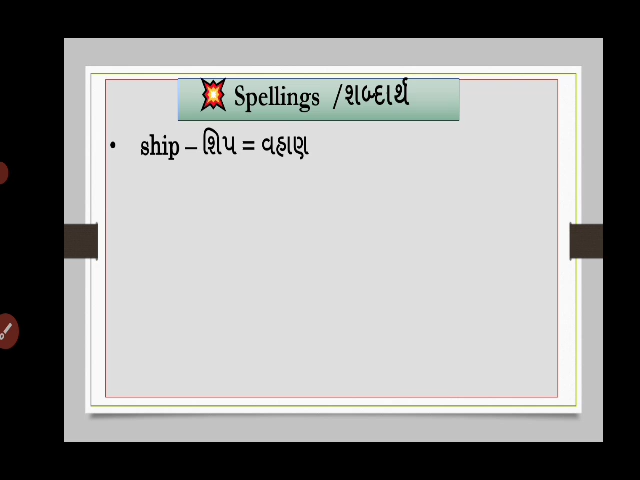 💥 Spellings /શબ્દાર્થ
• ship – શિપ = વહાણ